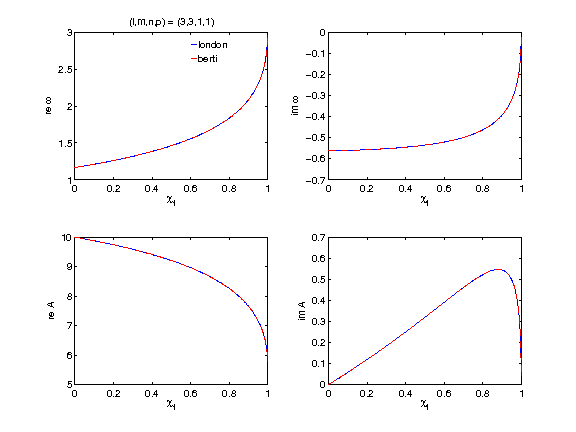 (l,m,n,p) = (3,3,1,1)
london
berti
3
2.5
2
1.5
1
re ω
0 0.2 0.4 0.6 0.8 1
χf
0
−0.1
−0.2
−0.3
−0.4
−0.5
−0.6
−0.7
im ω
0 0.2 0.4 0.6 0.8 1
χf
10
9
8
7
6
5
re A
0 0.2 0.4 0.6 0.8 1
χf
0.7
0.6
0.5
0.4
0.3
0.2
0.1
0
im A
0 0.2 0.4 0.6 0.8 1
χf